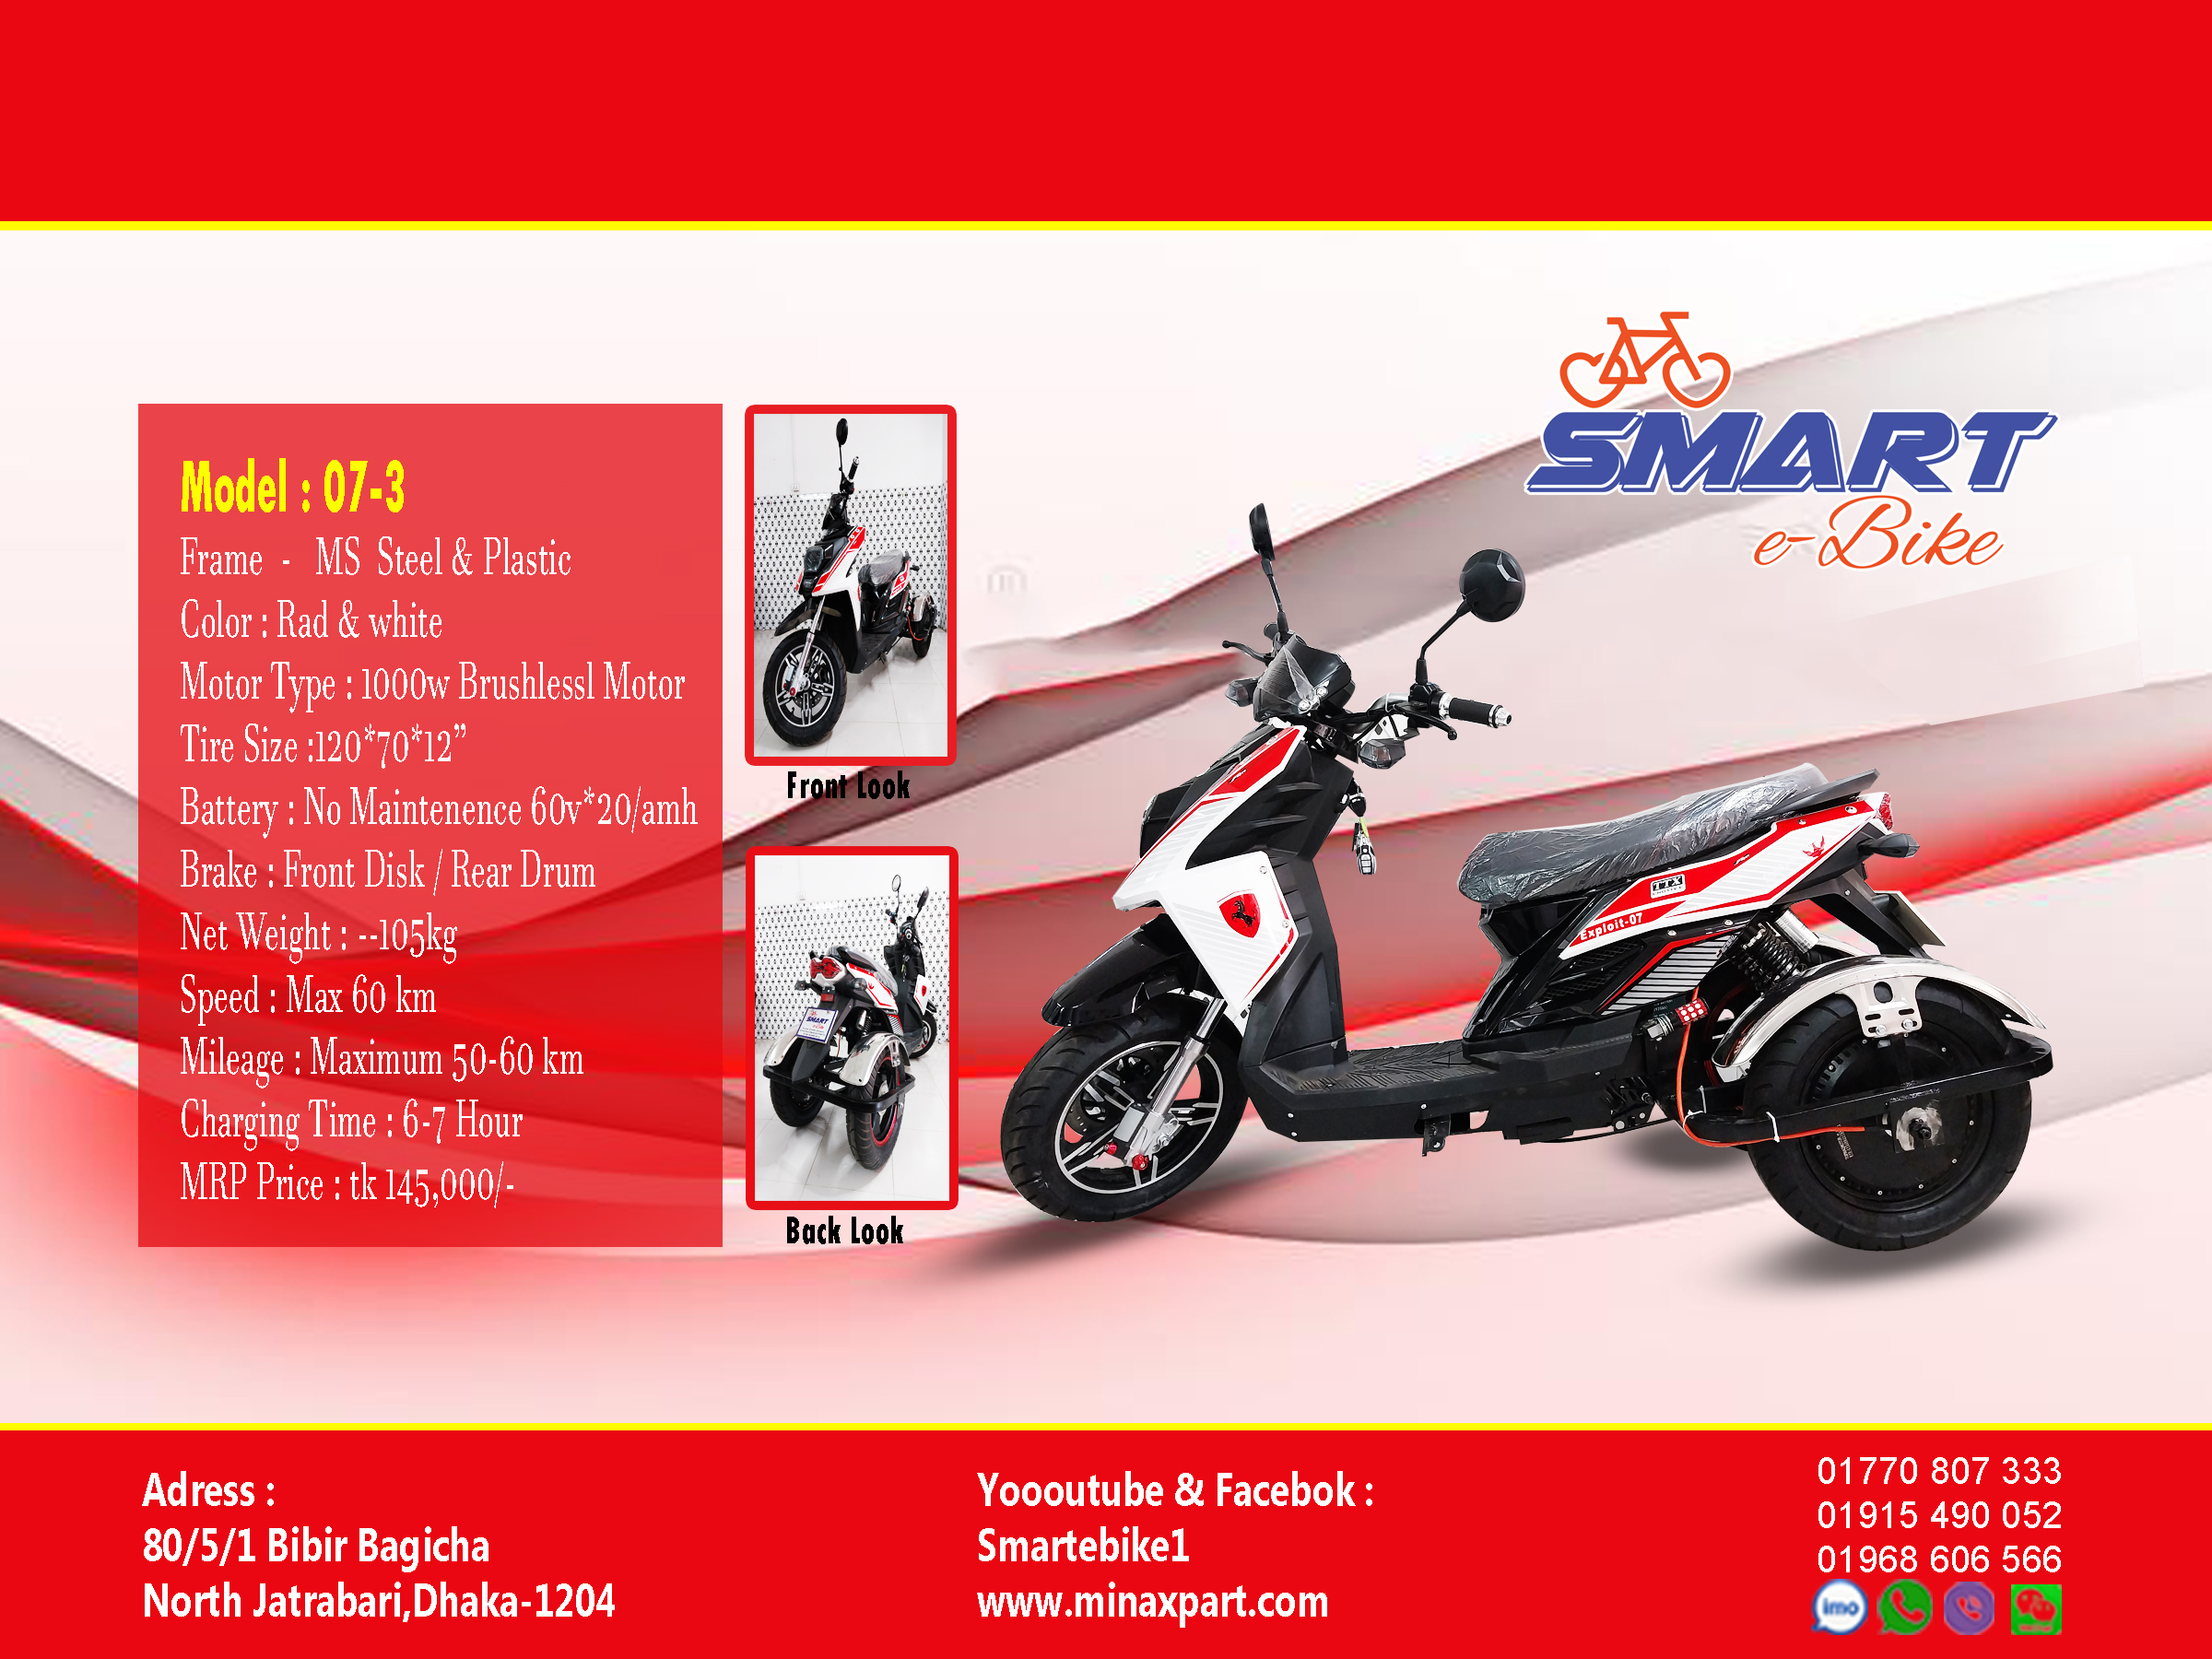 SMART
e-Bike
Model : 07-3
Frame - MS Steel & Plastic
Color : Rad & white
Motor Type : 1000w Brushlessl Motor
Tire Size :120*70*12”
Battery : No Maintenence 60v*20/amh
Brake : Front Disk / Rear Drum
Net Weight : --105kg
Speed : Max 60 km
Mileage : Maximum 50-60 km
Charging Time : 6-7 Hour
MRP Price : tk 145,000/-
Front Look
SMART
Back Look
TTX
Exploit-07
Adress :
80/5/1 Bibir Bagicha
North Jatrabari,Dhaka-1204
Yoooutube & Facebok :
Smartebike1
www.minaxpart.com
01770 807 333
01915 490 052
01968 606 566
imo